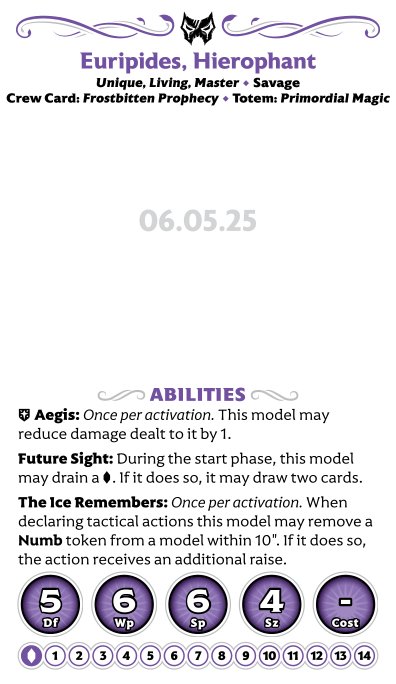 Euripides, Hierophant
Unique, Living, Master • Savage
Crew Card: Frostbitten Prophecy • Totem: Primordial Magic
06.05.25
ABILITIES
Aegis: Once per activation. This model may
reduce damage dealt to it by 1.
Future Sight: During the start phase, this model
may drain a . If it does so, it may draw two cards.
The Ice Remembers: Once per activation. When
declaring tactical actions this model may remove a
Numb token from a model within 10". If it does so,
the action receives an additional raise.
5 6 6 4 -
Df Wp Sp Sz Cost
1 2 3 4 5 6 7 8 9 10 11 12 13 14